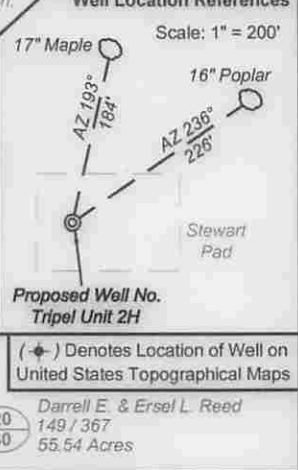 Well Location References
Scale: 1" = 200'
17" Maple
16" Poplar
AZ 193°
184'
AZ 236°
226'
Stewart
Pad
Proposed Well No.
Tripel Unit 2H
( ) Denotes Location of Well on
United States Topographical Maps
Darrell E. & Ersel L. Reed
149 / 367
55.54 Acres